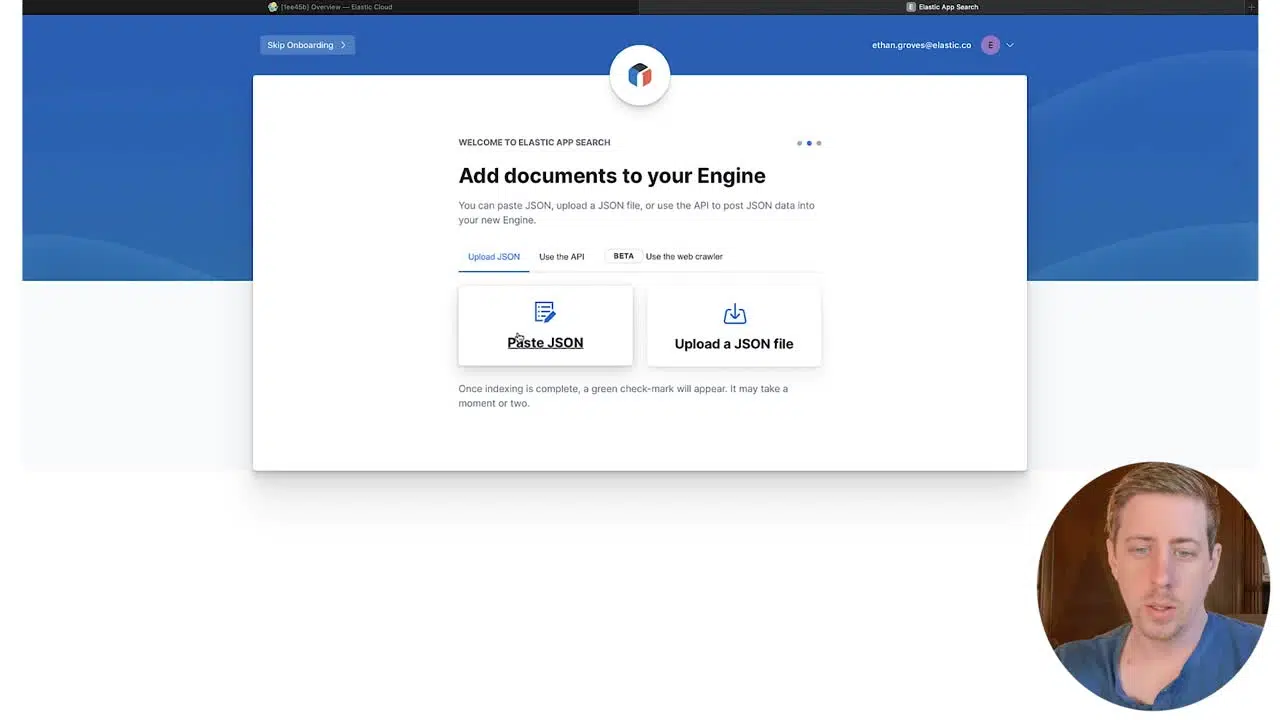 [1ee45b] Overview — Elastic Cloud
E Elastic App Search
Skip Onboarding
ethan.groves@elastic.co E
WELCOME TO ELASTIC APP SEARCH
Add documents to your Engine
You can paste JSON, upload a JSON file, or use the API to post JSON data into
your new Engine.
Upload JSON Use the API BETA Use the web crawler
Paste JSON
Upload a JSON file
Once indexing is complete, a green check-mark will appear. It may take a
moment or two.